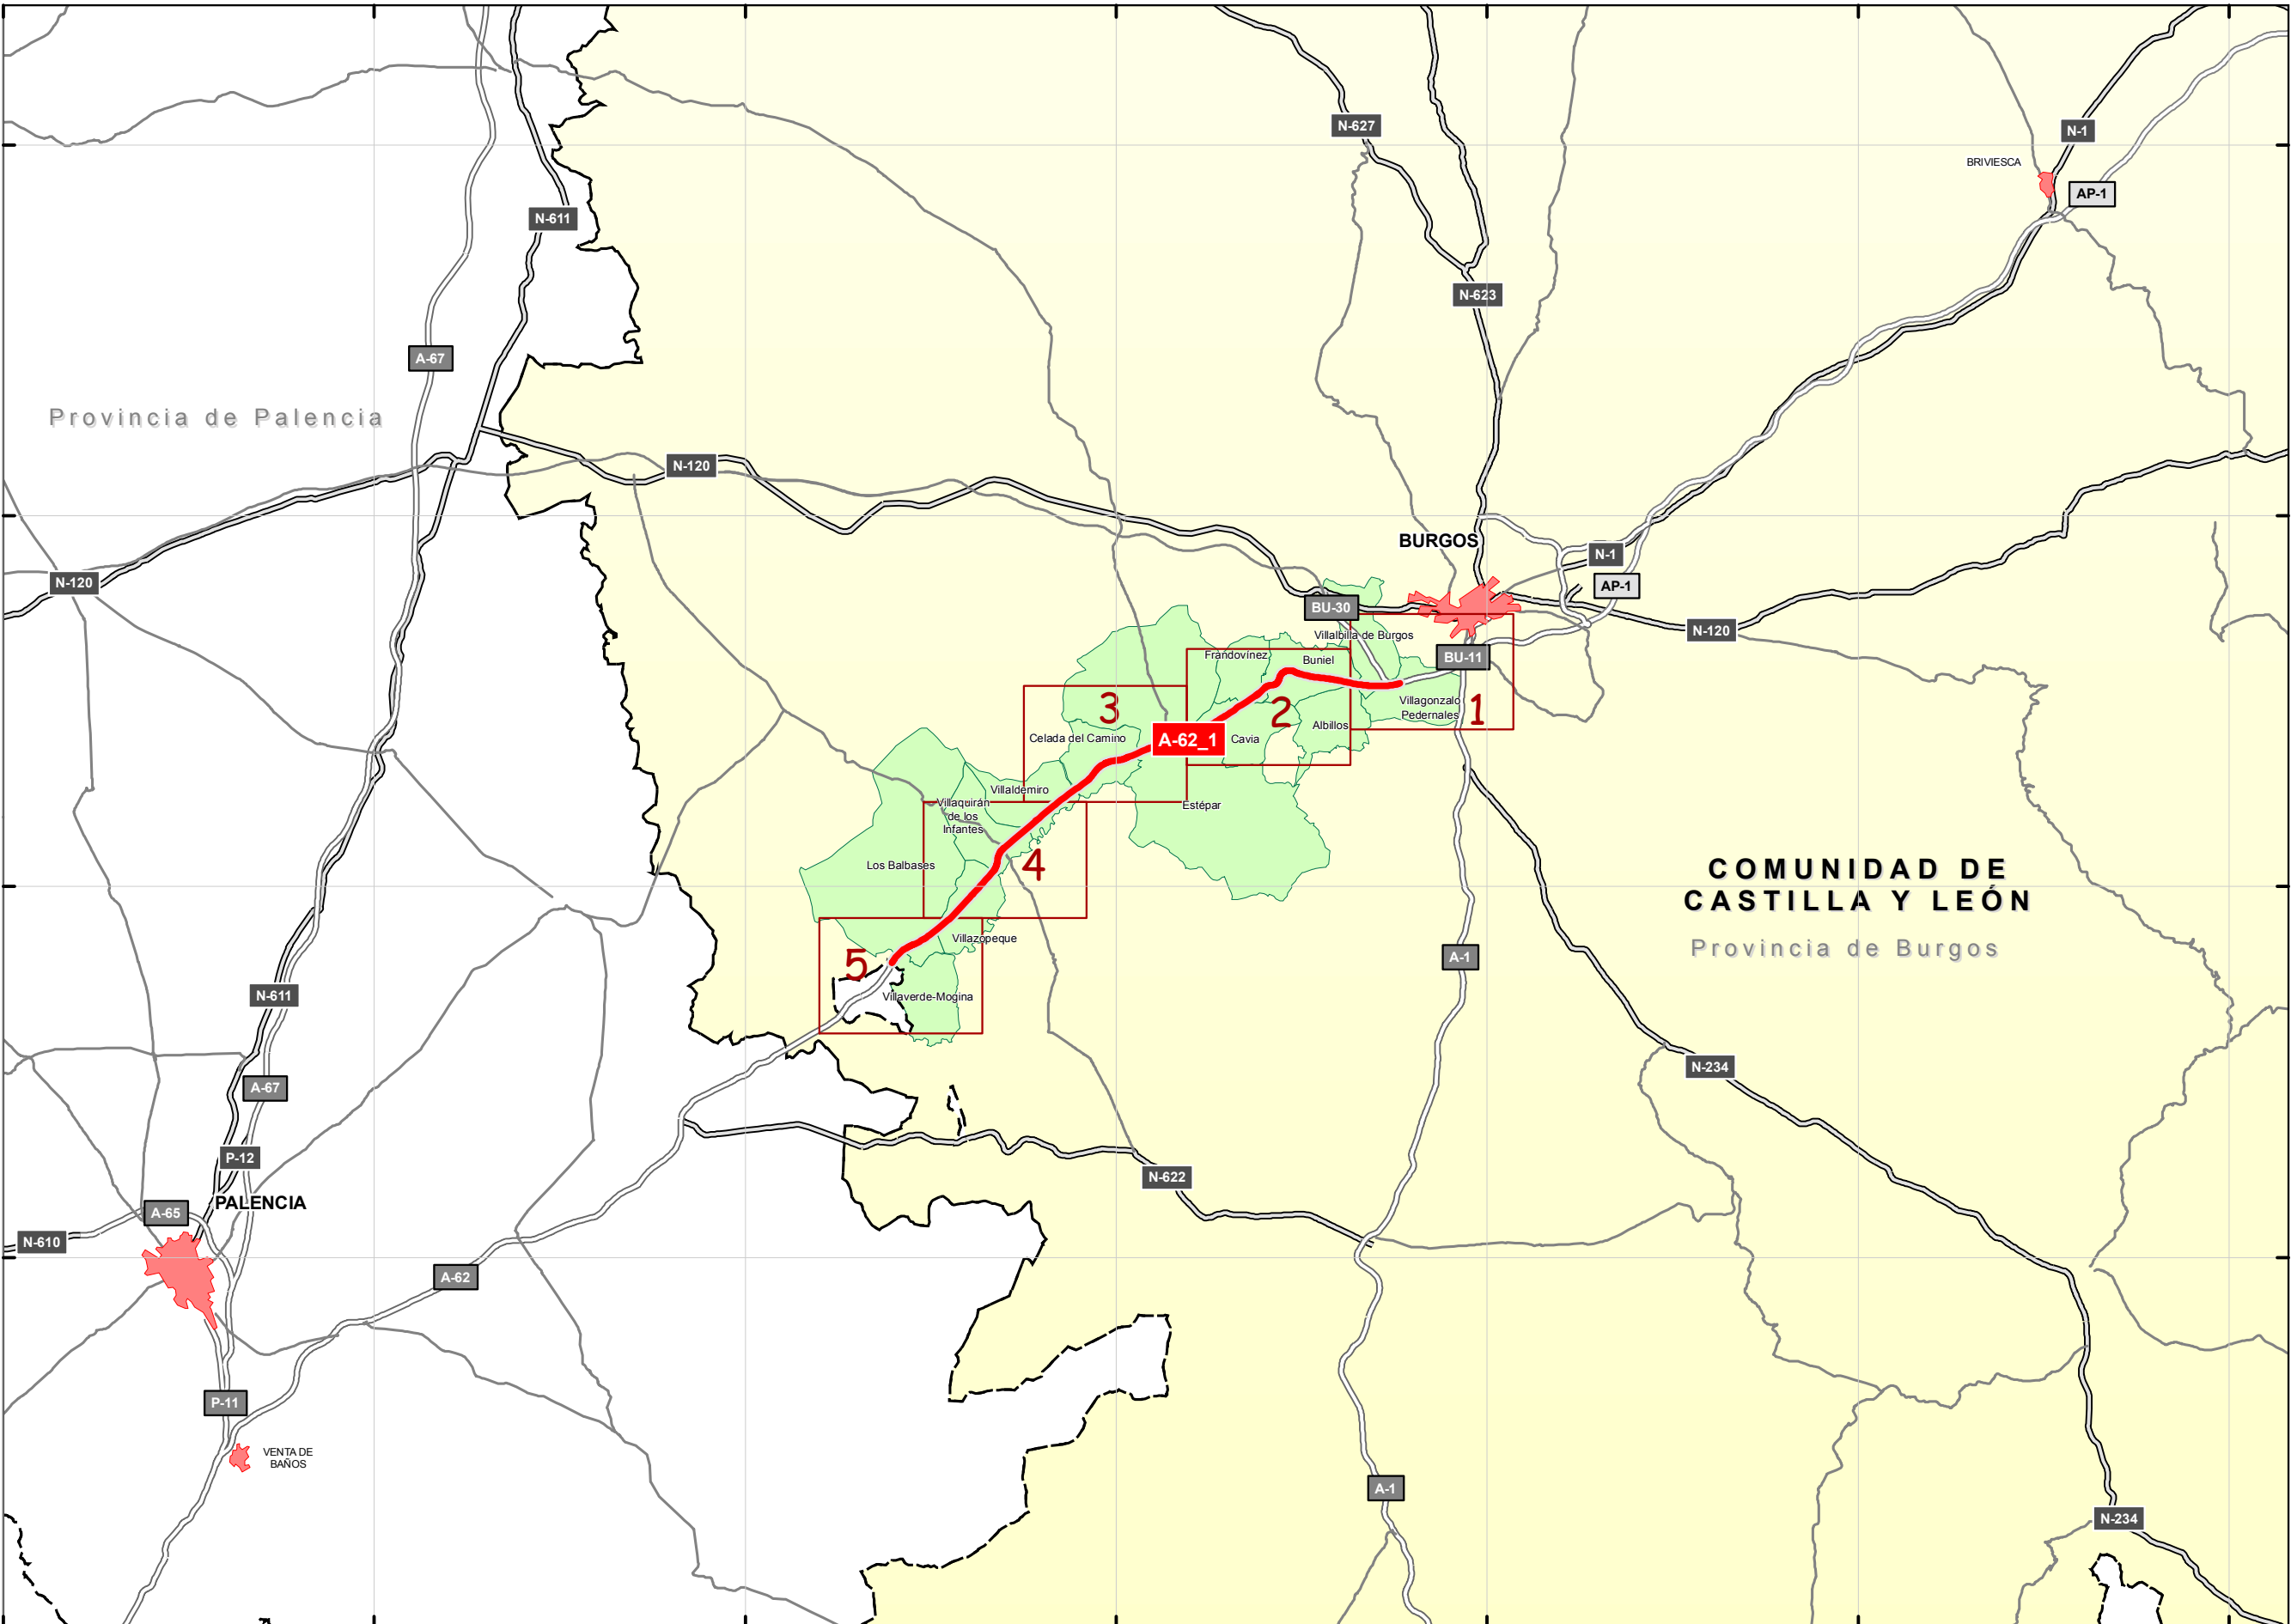 N-627
N-1
BRIVIESCA
AP-1
N-611
N-623
A-67
Provincia de Palencia
N-120
BURGOS
N-1
N-120
AP-1
BU-30
N-120
Villalbilla de Burgos
Frandovínez
Buniel
BU-11
Villagonzalo
Pedernales
1
2
3
Albillos
Celada del Camino
A-62_1
Cavia
Villaldemiro
Villaquirán
de los
Infantes
Estépar
Los Balbases
4
COMUNIDAD DE
CASTILLA Y LEÓN
Provincia de Burgos
Villazopeque
5
A-1
Villaverde-Mogina
N-611
N-234
A-67
P-12
N-622
PALENCIA
A-65
N-610
A-62
P-11
VENTA DE
BAÑOS
A-1
N-234